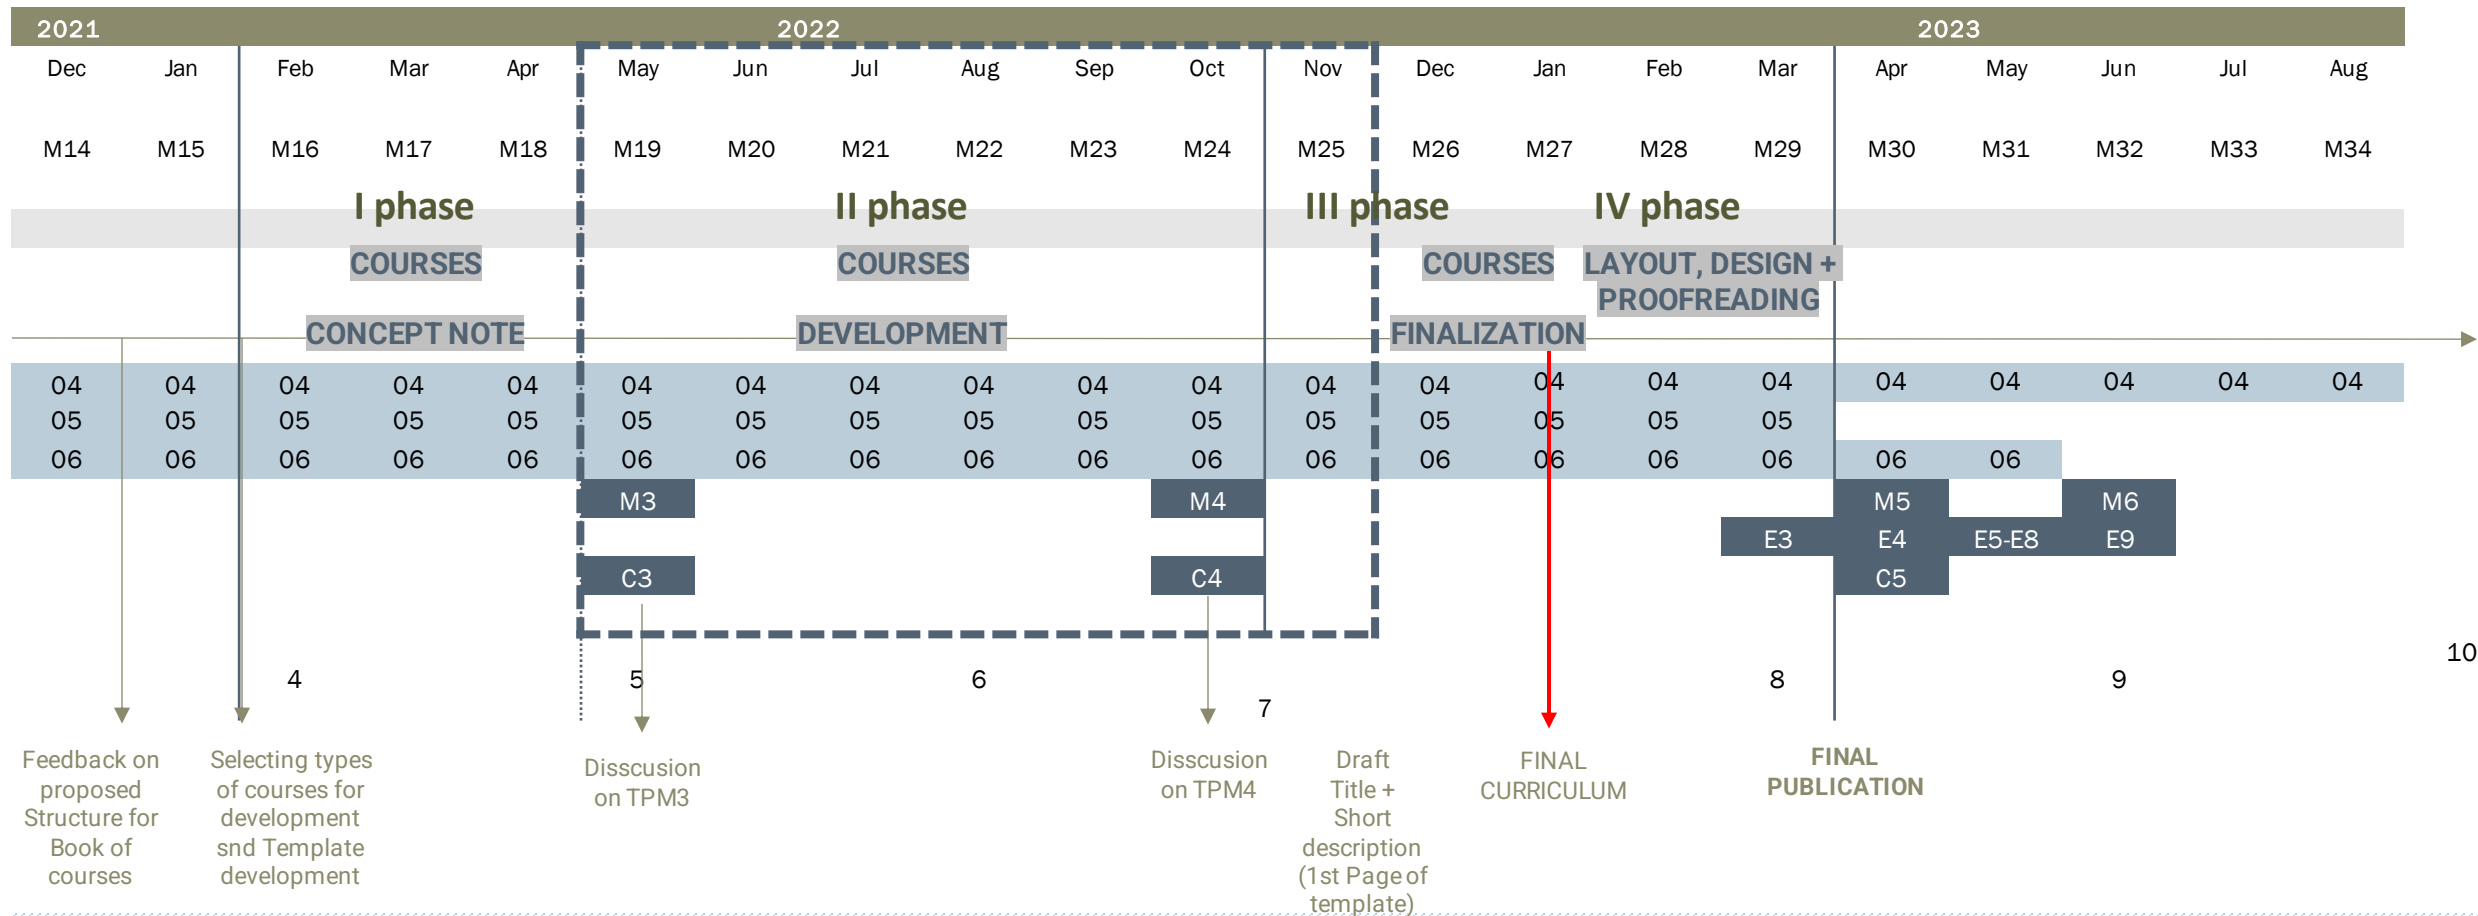 2021 2022 2023
Dec Jan Feb Mar Apr May Jun Jul Aug Sep Oct Nov Dec Jan Feb Mar Apr May Jun Jul Aug
M14 M15 M16 M17 M18 M19 M20 M21 M22 M23 M24 M25 M26 M27 M28 M29 M30 M31 M32 M33 M34
I phase II phase III phase IV phase
COURSES COURSES COURSES LAYOUT, DESIGN +
PROOFREADING
CONCEPT NOTE DEVELOPMENT FINALIZATION
04 04 04 04 04 04 04 04 04 04 04 04 04 04 04 04 04 04 04 04 04
05 05 05 05 05 05 05 05 05 05 05 05 05 05 05 05
06 06 06 06 06 06 06 06 06 06 06 06 06 06 06 06 06 06
M3 M4 M5 M6
E3 E4 E5-E8 E9
C3 C4 C5
4 5 6 7 8 9 10
Feedback on
proposed
Structure for
Book of
courses
Selecting types
of courses for
development
snd Template
development
Disscusion
on TPM3
Disscusion
on TPM4
Draft
Title +
Short
description
(1st Page of
template)
FINAL
CURRICULUM
FINAL
PUBLICATION